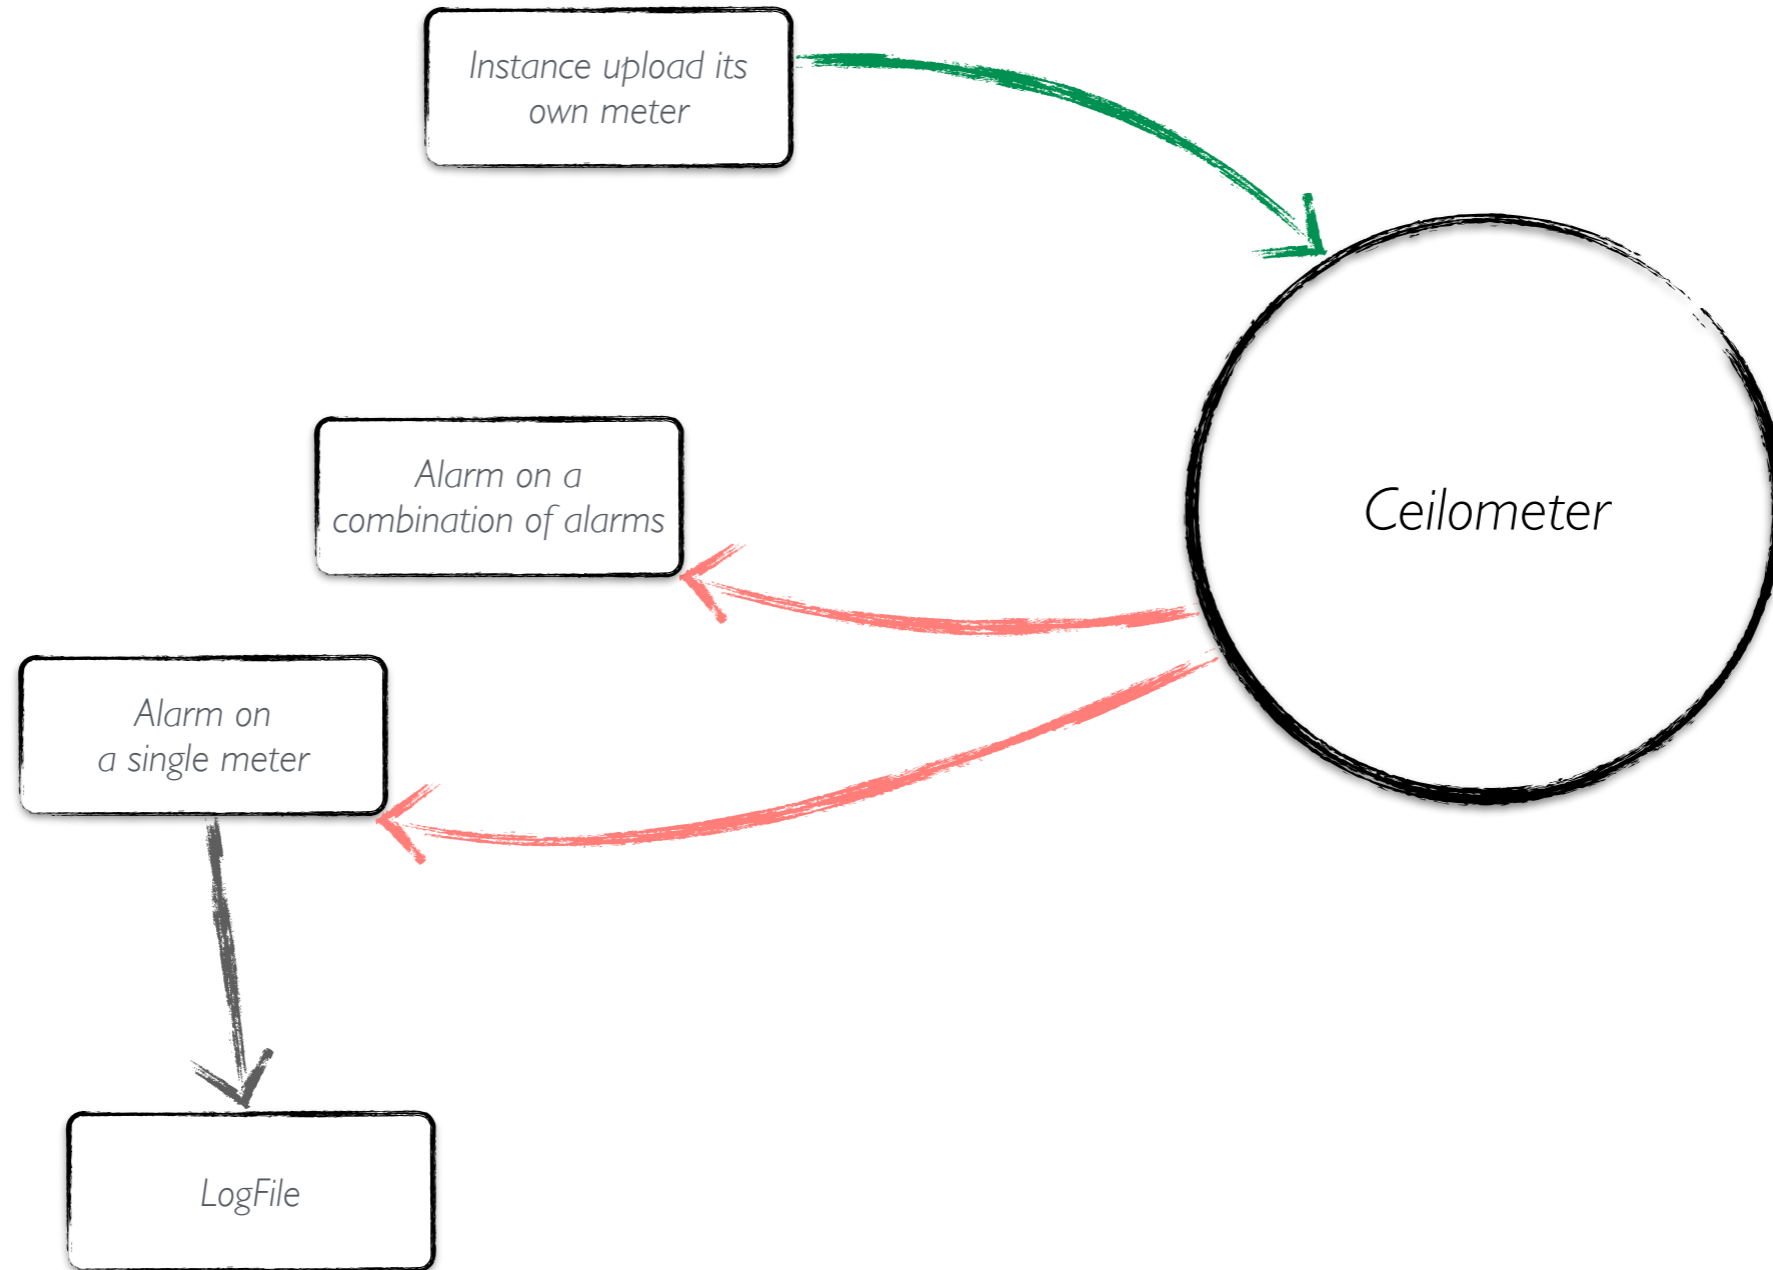 Instance upload its
own meter
Alarm on a
combination of alarms
Ceilometer
Alarm on
a single meter
LogFile